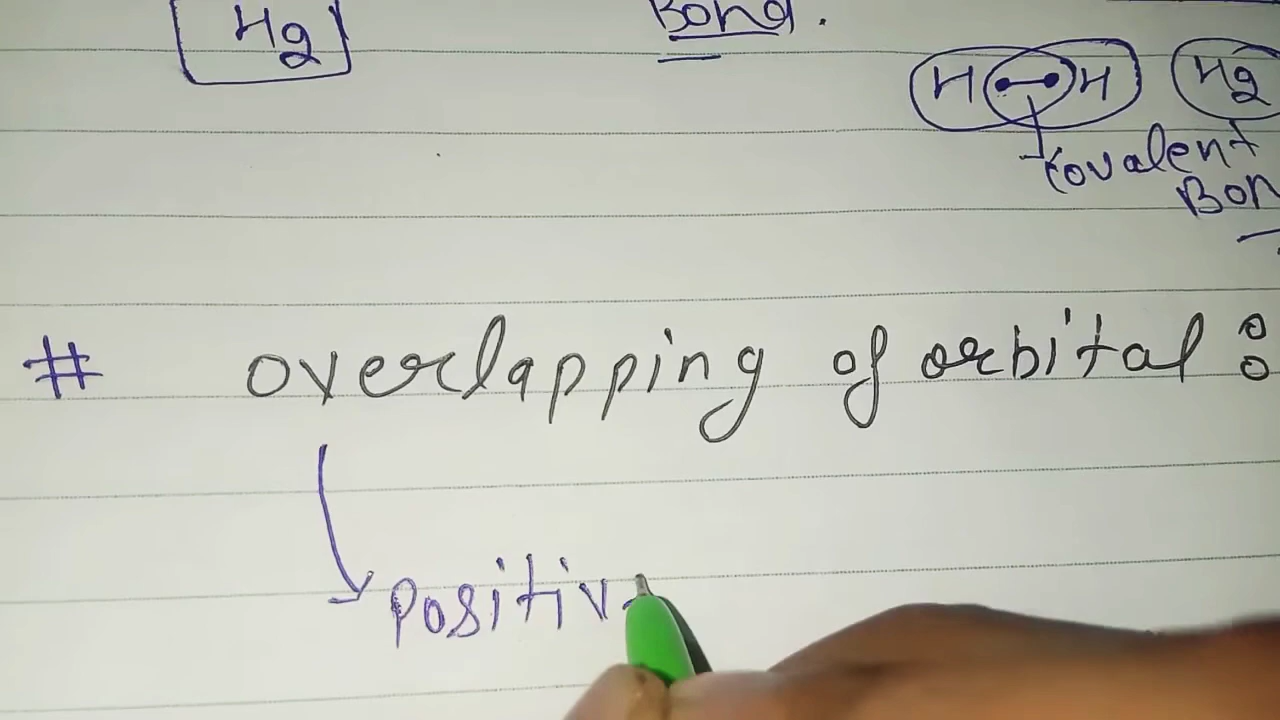 H2
Bond.
H H H2
Covalent
Bon
# overlapping of orbital :
positiv